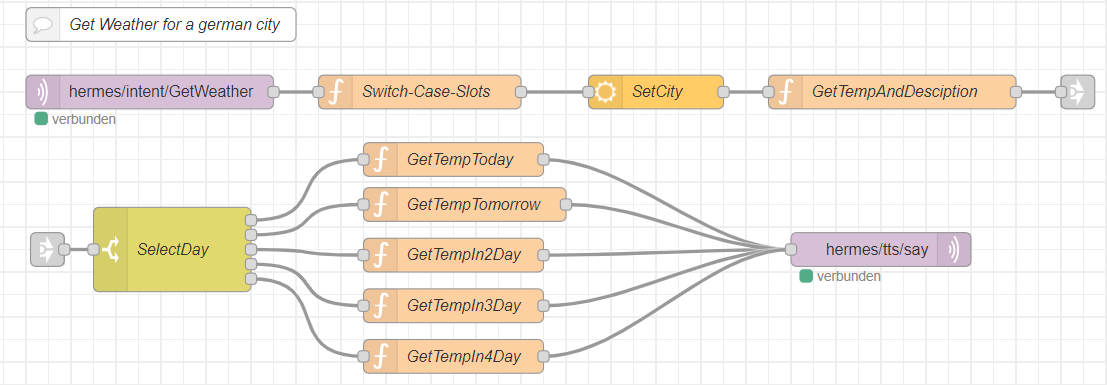 Get Weather for a german city
hermes/intent/GetWeather
Switch-Case-Slots
SetCity
GetTempAndDesciption
verbunden
GetTempToday
GetTempTomorrow
SelectDay
GetTempIn2Day
hermes/tts/say
verbunden
GetTempIn3Day
GetTempIn4Day